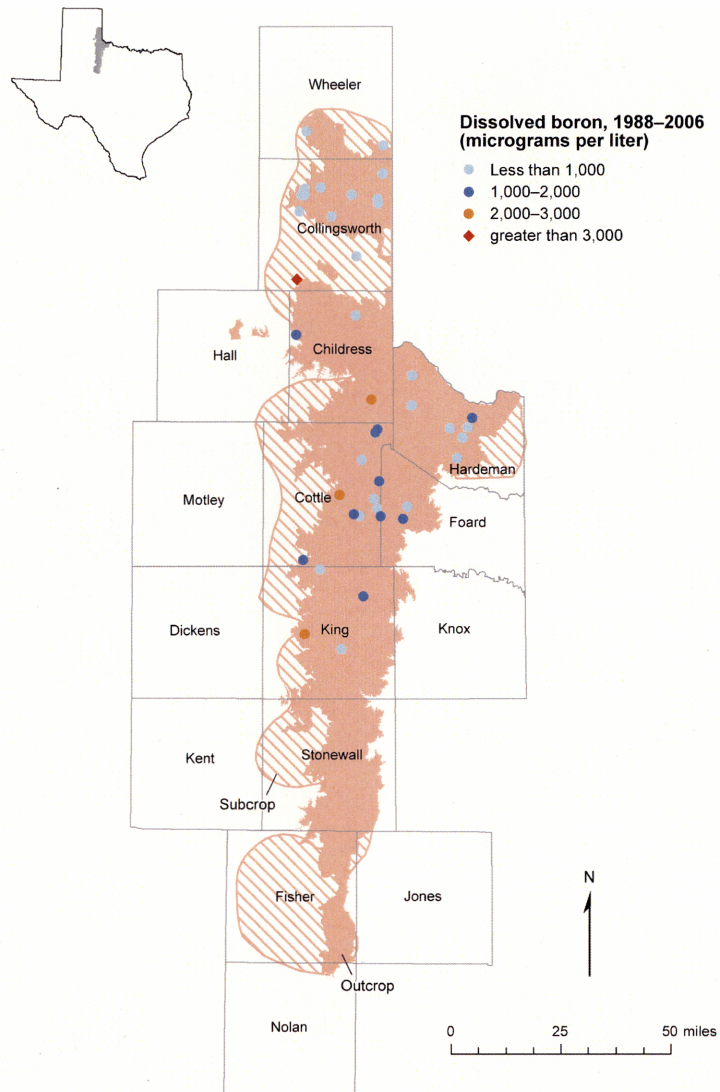 Wheeler
Dissolved boron, 1988–2006
(micrograms per liter)
Less than 1,000
1,000–2,000
2,000–3,000
greater than 3,000
Collingsworth
Hall
Childress
Hardeman
Motley
Cottle
Foard
Dickens
King
Knox
Kent
Stonewall
Subcrop
Fisher
Jones
N
Outcrop
Nolan
0 25 50 miles